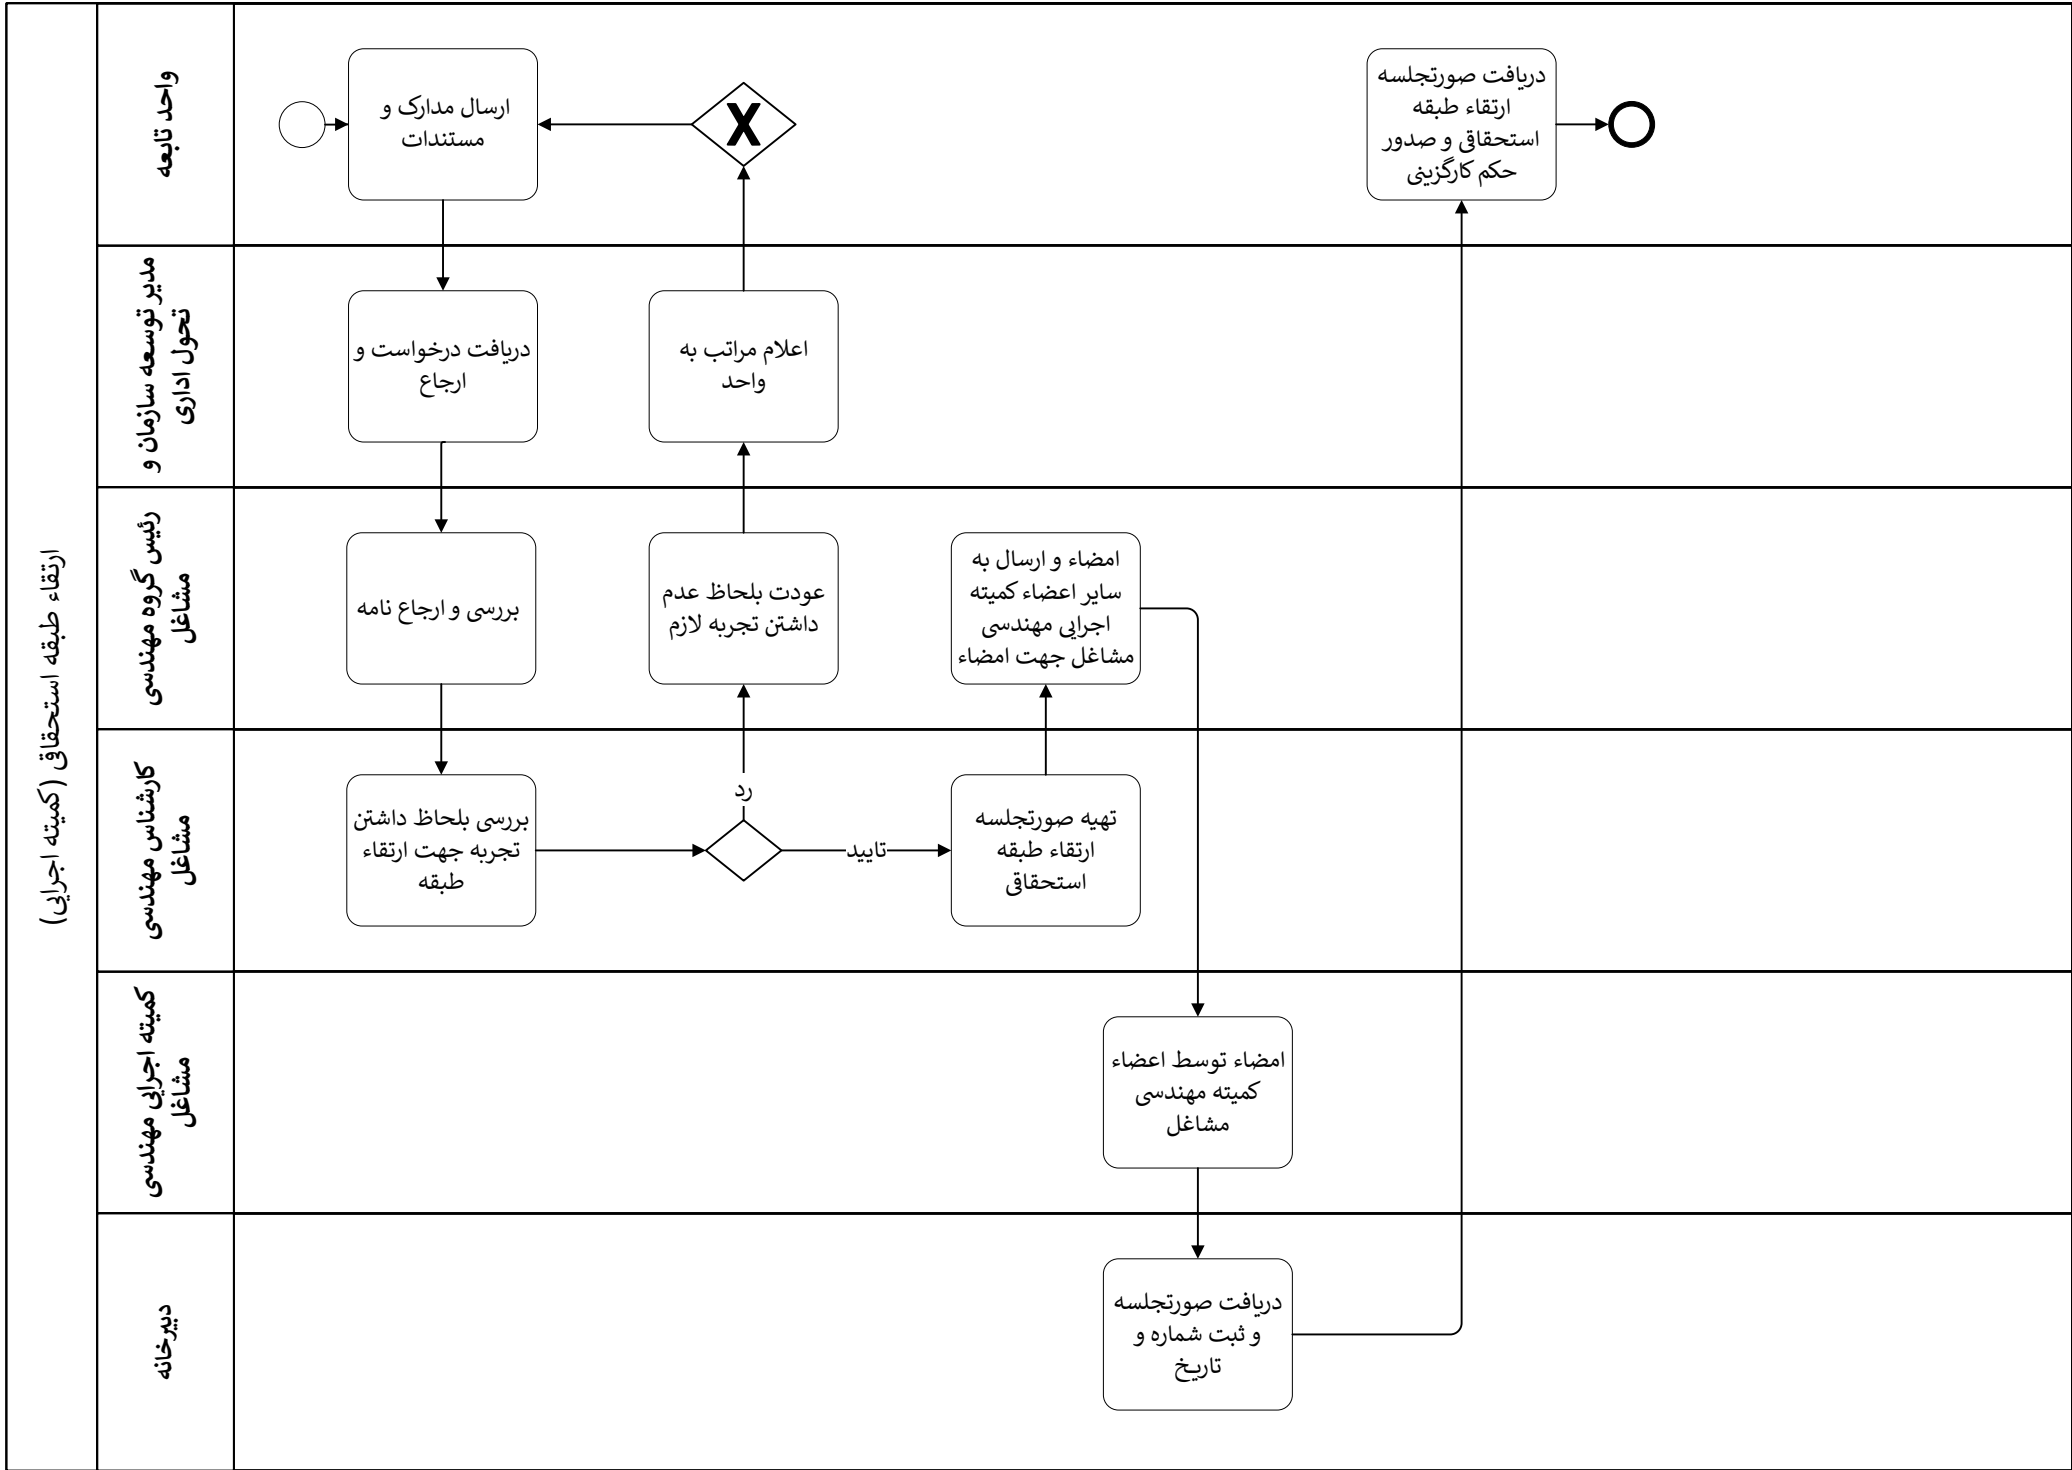 ارتقاء طبقه استحقاقی (کمیته اجرایی)
واحد تابعه
ارسال مدارک و
مستندات
X
دریافت صورتجلسه
ارتقاء طبقه
استحقاقی و صدور
حکم کارگزینی
مدیر توسعه سازمان و
تحول اداری
دریافت درخواست و
ارجاع
اعلام مراتب به
واحد
رئیس گروه مهندسی
مشاغل
بررسی و ارجاع نامه
عودت بلحاظ عدم
داشتن تجربه لازم
امضاء و ارسال به
سایر اعضاء کمیته
اجرایی مهندسی
مشاغل جهت امضاء
کارشناس مهندسی
مشاغل
بررسی بلحاظ داشتن
تجربه جهت ارتقاء
طبقه
رد
تایید
تهیه صورتجلسه
ارتقاء طبقه
استحقاقی
کمیته اجرایی مهندسی
مشاغل
امضاء توسط اعضاء
کمیته مهندسی
مشاغل
دبیرخانه
دریافت صورتجلسه
و ثبت شماره و
تاریخ